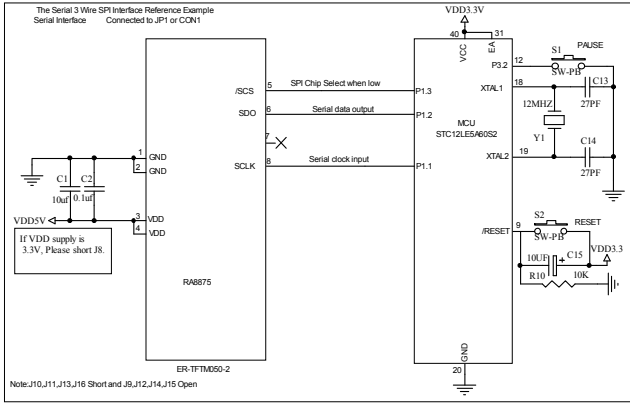 The Serial 3 Wire SPI Interface Reference Example
Serial Interface Connected to JP1 or CON1
VDD3.3V
40
31
VCC
EA
S1
PAUSE
12
P3.2
SW-PB
18
XTAL1
C13
27PF
12MHZ
Y1
C14
19
XTAL2
27PF
/SCS
5
SPI Chip Select when low
P1.3
SDO
6
Serial data output
P1.2
MCU
STC12LE5A60S2
7
SCLK
8
Serial clock input
P1.1
1
GND
2
GND
C1
C2
10uf
0.1uf
VDD5V
3
VDD
4
VDD
If VDD supply is
3.3V, Please short J8.
RA8875
S2
RESET
9
/RESET
SW-PB
VDD3.3
10UF
+
C15
R10
10K
GND
20
ER-TFTM050-2
Note:J10,J11,J13,J16 Short and J9,J12,J14,J15 Open